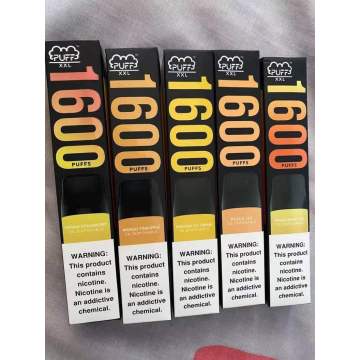 PUFF
XXL
1600
PUFFS
WARNING:
This product
contains
nicotine.
Nicotine is
an addictive
chemical.
PUFF
XXL
1600
PUFFS
WARNING:
This product
contains
nicotine.
Nicotine is
an addictive
chemical.
PUFF
XXL
1600
PUFFS
WARNING:
This product
contains
nicotine.
Nicotine is
an addictive
chemical.
PUFF
XXL
1600
PUFFS
WARNING:
This product
contains
nicotine.
Nicotine is
an addictive
chemical.
PUFF
XXL
1600
PUFFS
WARNING:
This product
contains
nicotine.
Nicotine is
an addictive
chemical.